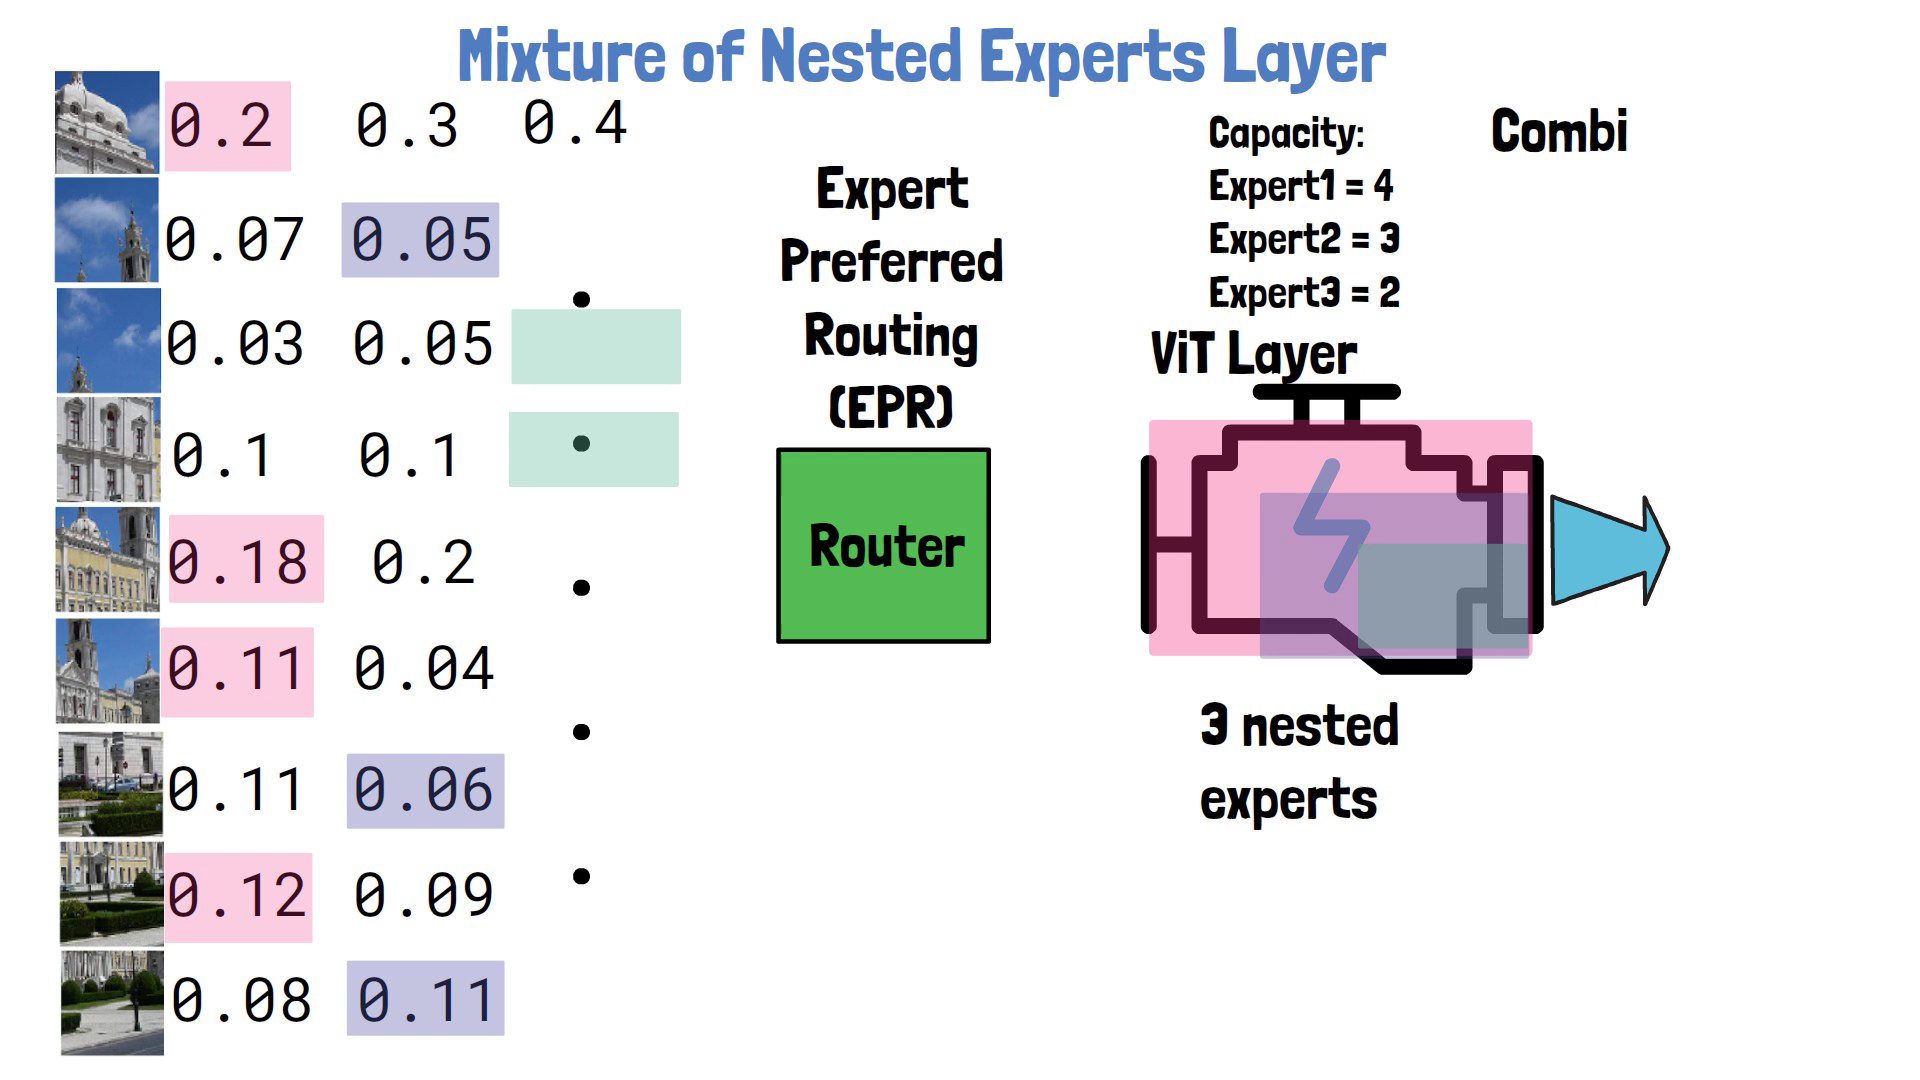 Mixture of Nested Experts Layer
0.2 0.3 0.4
0.07 0.05
0.03 0.05
0.1 0.1
0.18 0.2
0.11 0.04
0.11 0.06
0.12 0.09
0.08 0.11
Expert
Preferred
Routing
(EPR)
Router
Capacity:
Expert1 = 4
Expert2 = 3
Expert3 = 2
ViT Layer
3 nested
experts
Combi